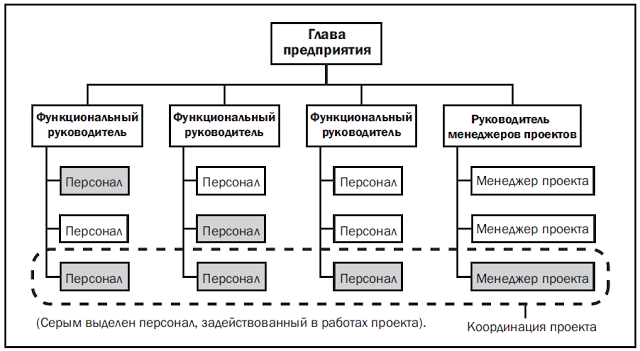 Глава
предприятия
Функциональный
руководитель
Функциональный
руководитель
Функциональный
руководитель
Руководитель
менеджеров проектов
Персонал
Персонал
Персонал
Менеджер проекта
Персонал
Персонал
Персонал
Менеджер проекта
Персонал
Персонал
Персонал
Менеджер проекта
(Серым выделен персонал, задействованный в работах проекта).
Координация проекта